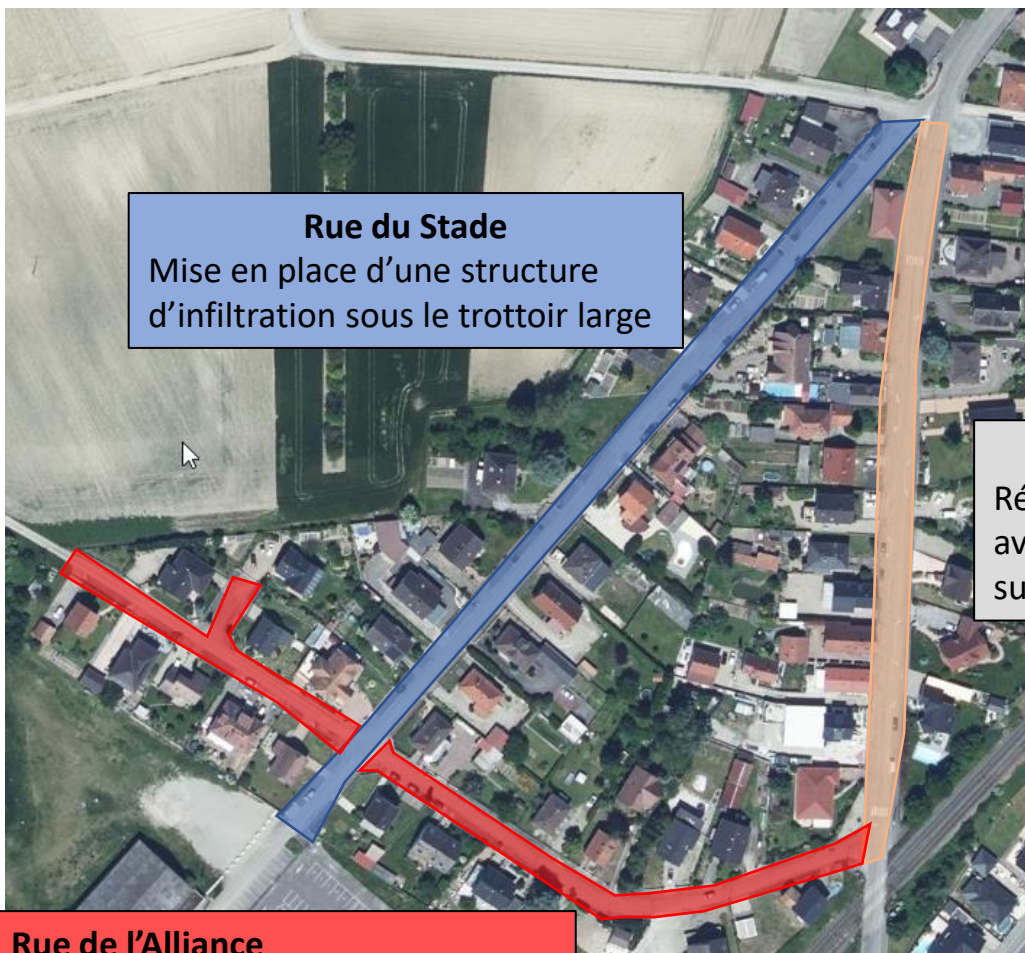 Rue du Stade
Mise en place d’une structure
d’infiltration sous le trottoir large
Rue de l’Alliance